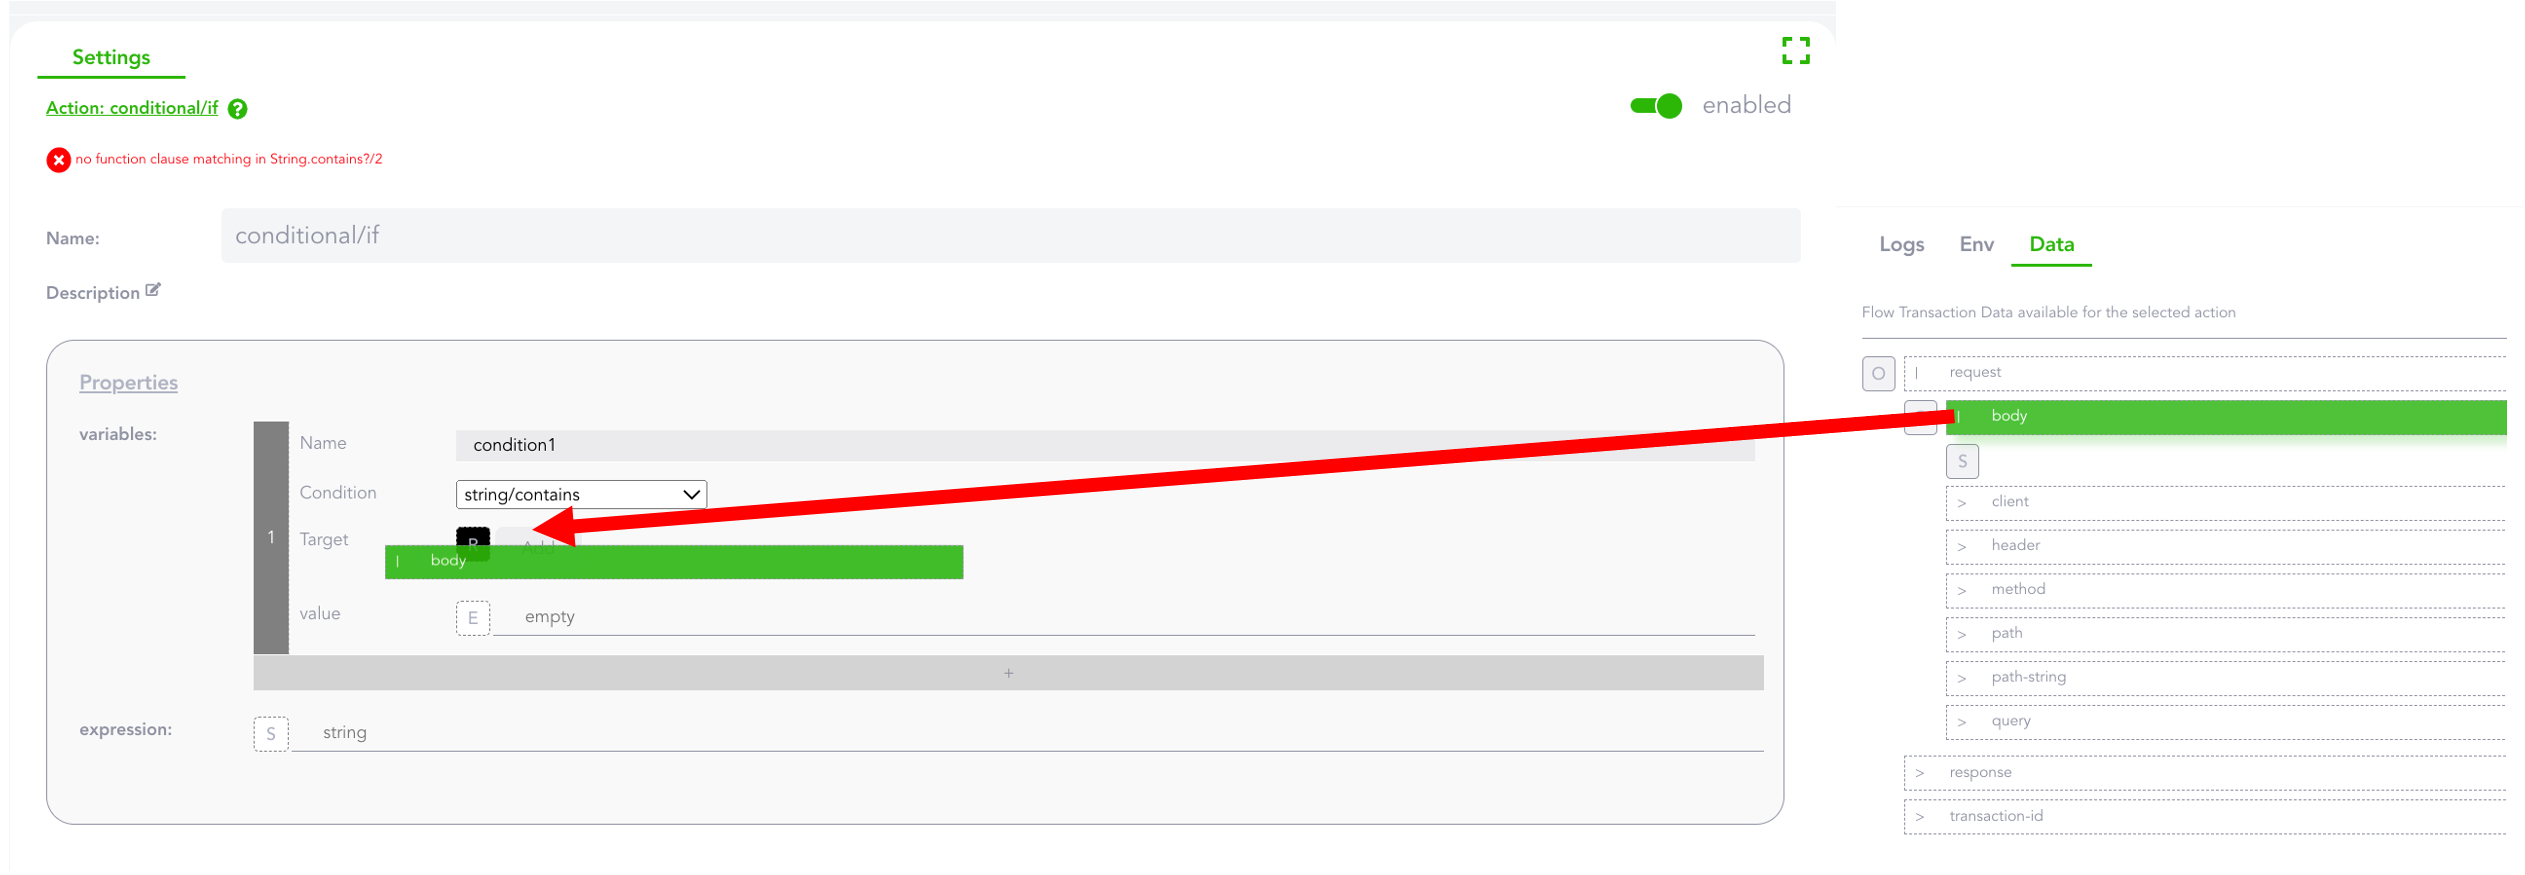 Settings
Action: conditional/if ?
enabled
no function clause matching in String.contains?/2
Name:
conditional/if
Description
Properties
variables:
1
Name
condition1
Condition
string/contains
Target
R
Add
| body
value
E
empty
+
expression:
S
string
Logs Env Data
Flow Transaction Data available for the selected action
O
| request
| body
S
> client
> header
> method
> path
> path-string
> query
> response
> transaction-id